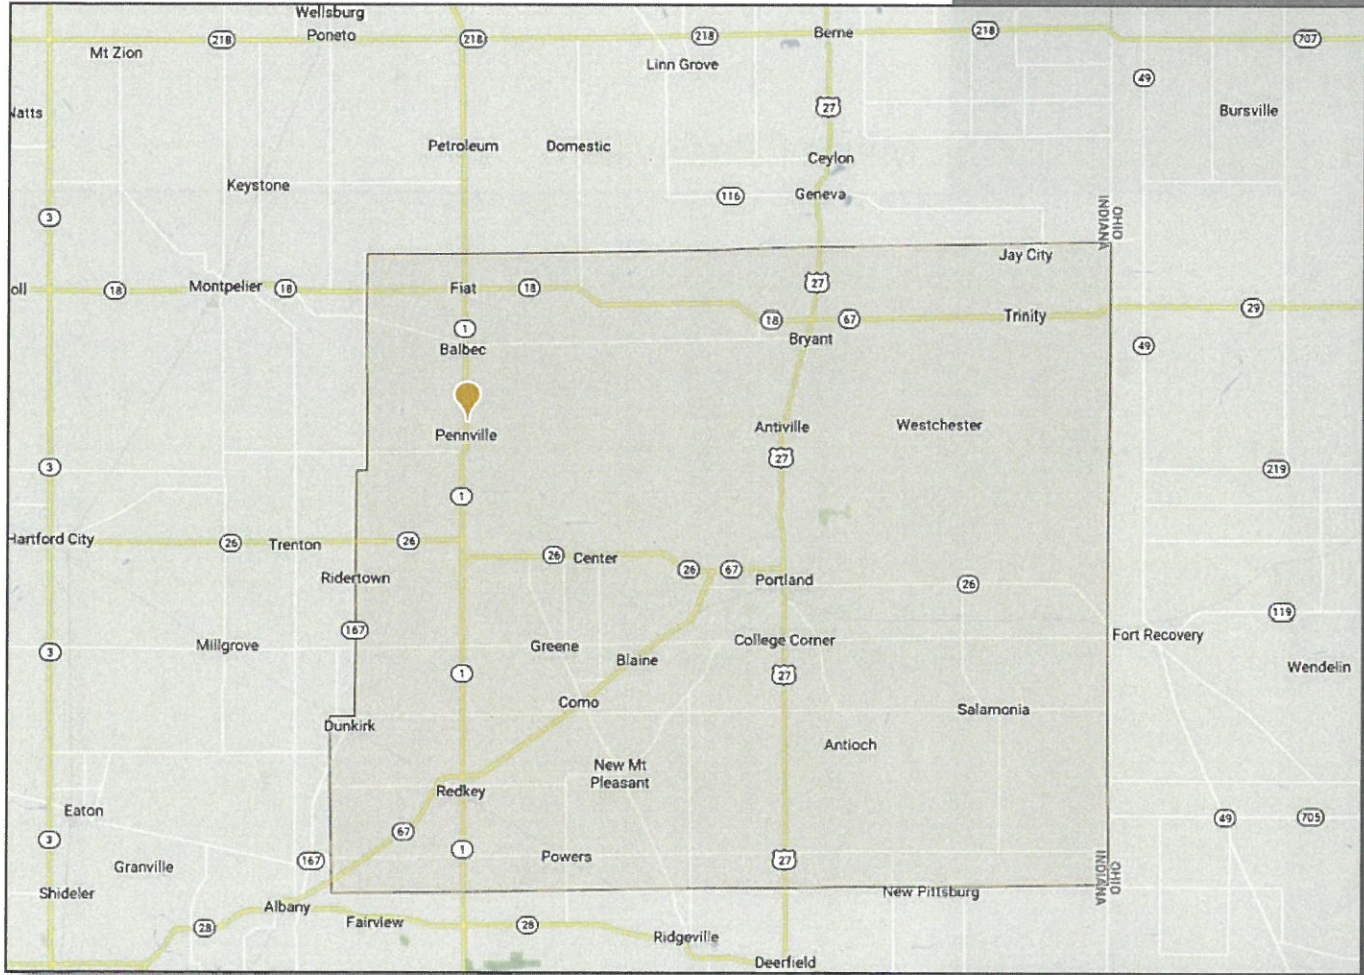 Wellsburg
Mt Zion
218
Poneto
218
218
Berne
218
707
Linn Grove
49
27
Bursville
Petroleum
Domestic
Ceylon
Keystone
116
Geneva
3
OHIO
INDIANA
Jay City
18
Montpelier
18
Fiat
18
27
29
1
18
67
Trinity
Balbec
Bryant
49
Pennville
Antiville
Westchester
3
27
219
1
Hartford City
26
Trenton
26
26
Center
26
67
Portland
26
Ridertown
119
167
3
Millgrove
Greene
College Corner
Fort Recovery
Blaine
Wendelin
1
27
Como
Salamonia
Dunkirk
Antioch
New Mt
Pleasant
Redkey
Eaton
49
705
3
67
1
Powers
27
Granville
167
OHIO
INDIANA
Shideler
New Pittsburg
Albany
28
Fairview
28
Ridgeville
Deerfield